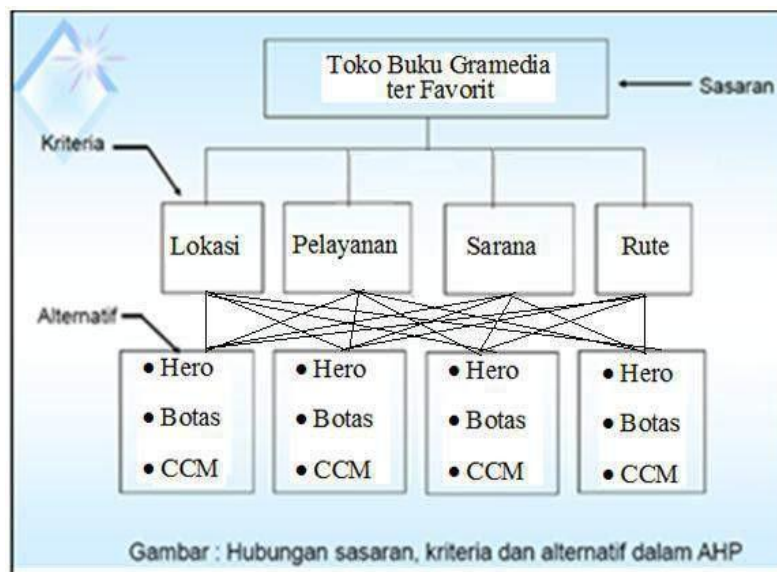 Toko Buku Gramedia
ter Favorit
Sasaran
Kriteria
Lokasi
Pelayanan
Sarana
Rute
Alternatif
• Hero
• Botas
• CCM
• Hero
• Botas
• CCM
• Hero
• Botas
• CCM
• Hero
• Botas
• CCM
Gambar : Hubungan sasaran, kriteria dan alternatif dalam AHP